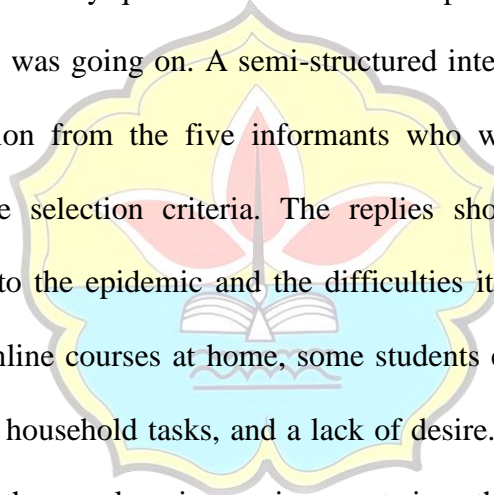 was going on. A semi-structured inte
on from the five informants who w
e selection criteria. The replies sho
to the epidemic and the difficulties it
nline courses at home, some students
household tasks, and a lack of desire.